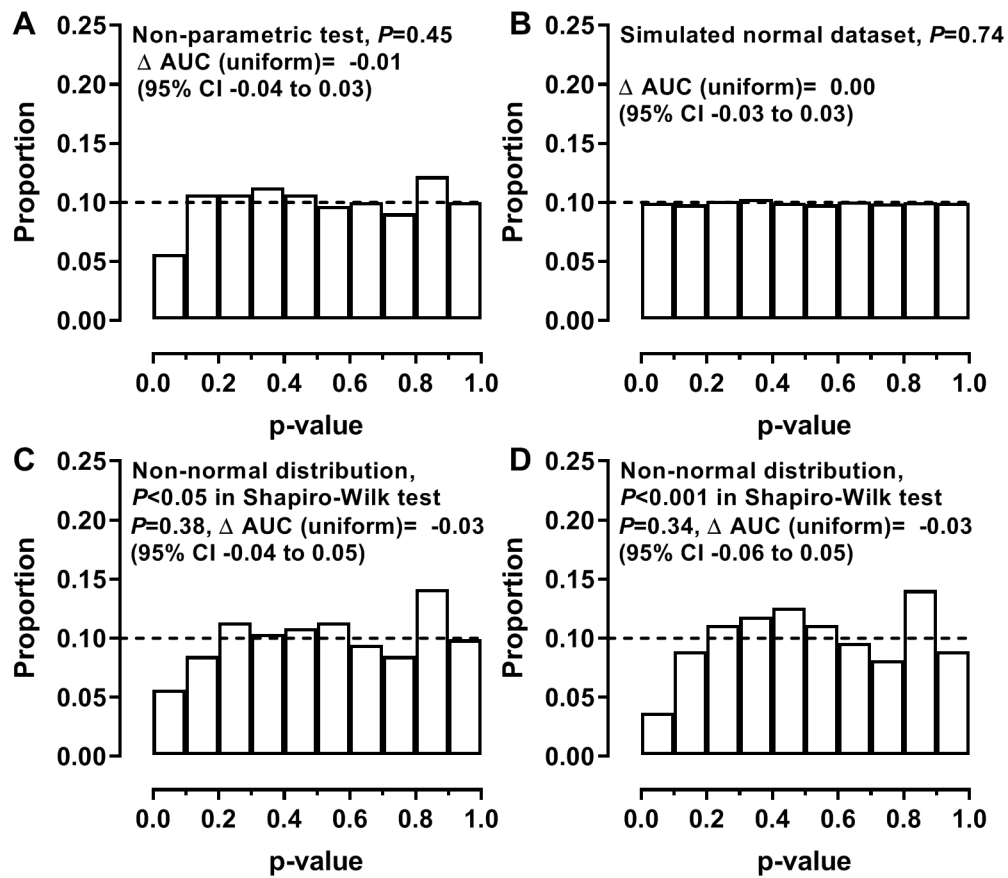 A
Non-parametric test, P=0.45
Δ AUC (uniform)= -0.01
(95% CI -0.04 to 0.03)
Proportion
0.25
0.20
0.15
0.10
0.05
0.00
0.0 0.2 0.4 0.6 0.8 1.0
p-value
B
Simulated normal dataset, P=0.74
Δ AUC (uniform)= 0.00
(95% CI -0.03 to 0.03)
Proportion
0.25
0.20
0.15
0.10
0.05
0.00
0.0 0.2 0.4 0.6 0.8 1.0
p-value
C
Non-normal distribution,
P<0.05 in Shapiro-Wilk test
P=0.38, Δ AUC (uniform)= -0.03
(95% CI -0.04 to 0.05)
Proportion
0.25
0.20
0.15
0.10
0.05
0.00
0.0 0.2 0.4 0.6 0.8 1.0
p-value
D
Non-normal distribution,
P<0.001 in Shapiro-Wilk test
P=0.34, Δ AUC (uniform)= -0.03
(95% CI -0.06 to 0.05)
Proportion
0.25
0.20
0.15
0.10
0.05
0.00
0.0 0.2 0.4 0.6 0.8 1.0
p-value